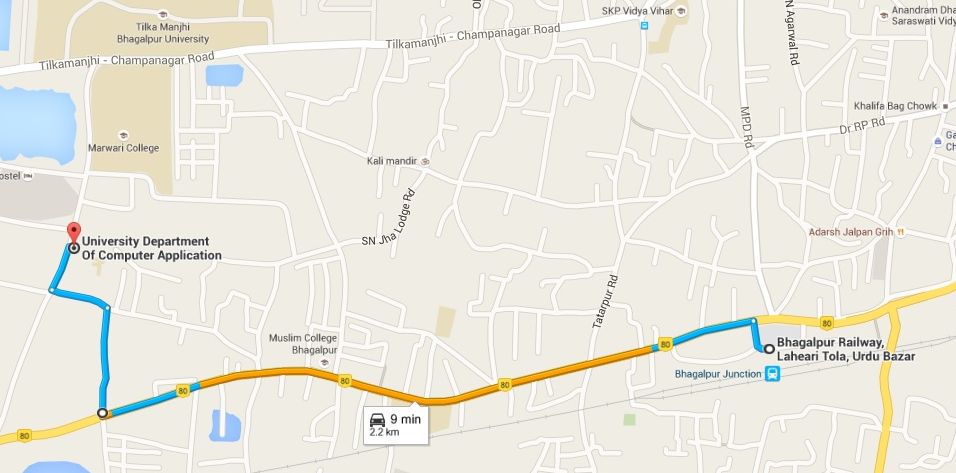 SKP Vidya Vihar
Tilka Manjhi
Bhagalpur University
Tilkamanjhi - Champanagar Road
Tilkamanjhi - Champanagar Road
N Agarwal Rd
Anandram Dha
Saraswati Vidy
Khalifa Bag Chowk
MPD Rd
Dr.RP Rd
Ga
Ch
Marwari College
Kali mandir
ostel
SN Jha Lodge Rd
University Department
Of Computer Application
Adarsh Jalpan Grih
Tatarpur Rd
80
80
Muslim College
Bhagalpur
Bhagalpur Railway,
Laheari Tola, Urdu Bazar
Bhagalpur Junction
80
80
80
9 min
2.2 km
80